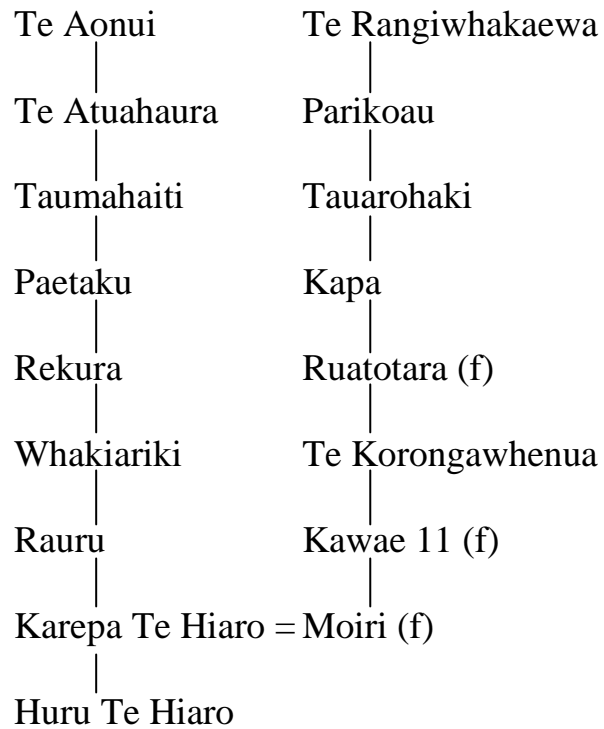 Te Aonui Te Rangiwhakaewa
Te Atuahaura Parikoau
Taumahaiti Tauarohaki
Paetaku Kapa
Rekura Ruatotara (f)
Whakiariki Te Korongawhenua
Rauru Kawae 11 (f)
Karepa Te Hiaro = Moiri (f)
Huru Te Hiaro